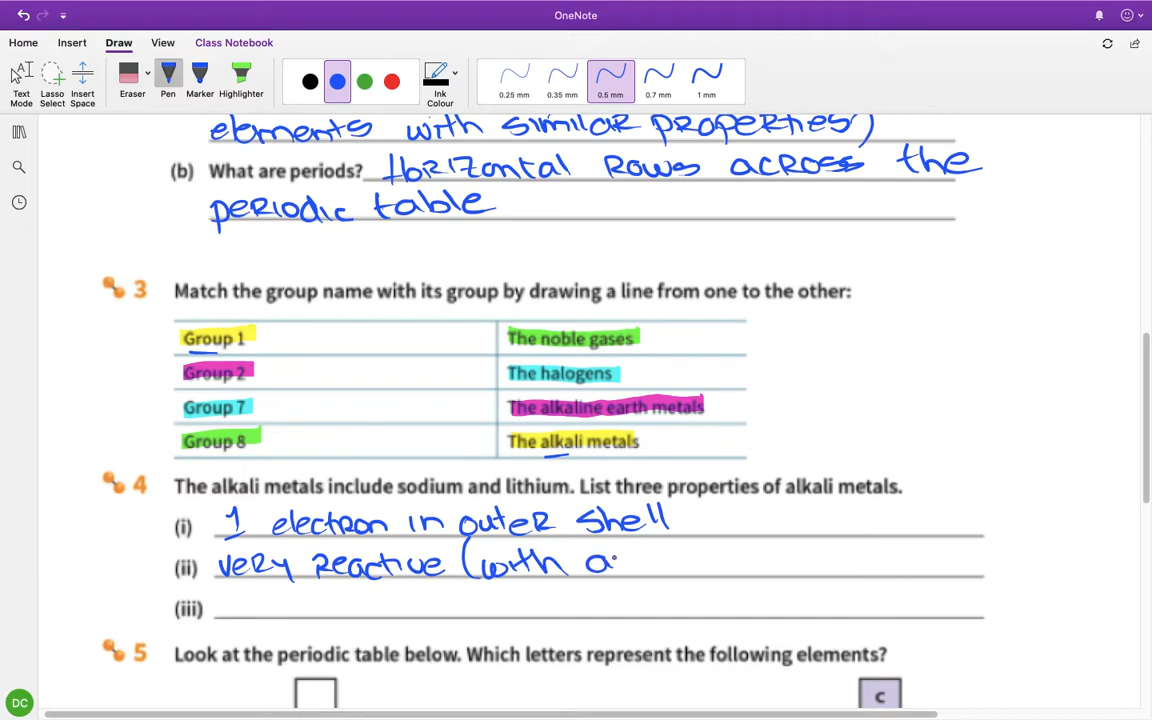 OneNote
Home Insert Draw View Class Notebook
Text Mode
Lasso Select
Insert Space
Eraser
Pen
Marker
Highlighter
Ink Colour
0.25 mm
0.35 mm
0.5 mm
0.7 mm
1 mm
elements with similar properties)
(b) What are periods? Horizontal Rows across the
periodic table
3 Match the group name with its group by drawing a line from one to the other:
Group 1 The noble gases
Group 2 The halogens
Group 7 The alkaline earth metals
Group 8 The alkali metals
4 The alkali metals include sodium and lithium. List three properties of alkali metals.
(i) 1 electron in outer shell
(ii) very reactive (with a
(iii)
5 Look at the periodic table below. Which letters represent the following elements?
c
DC